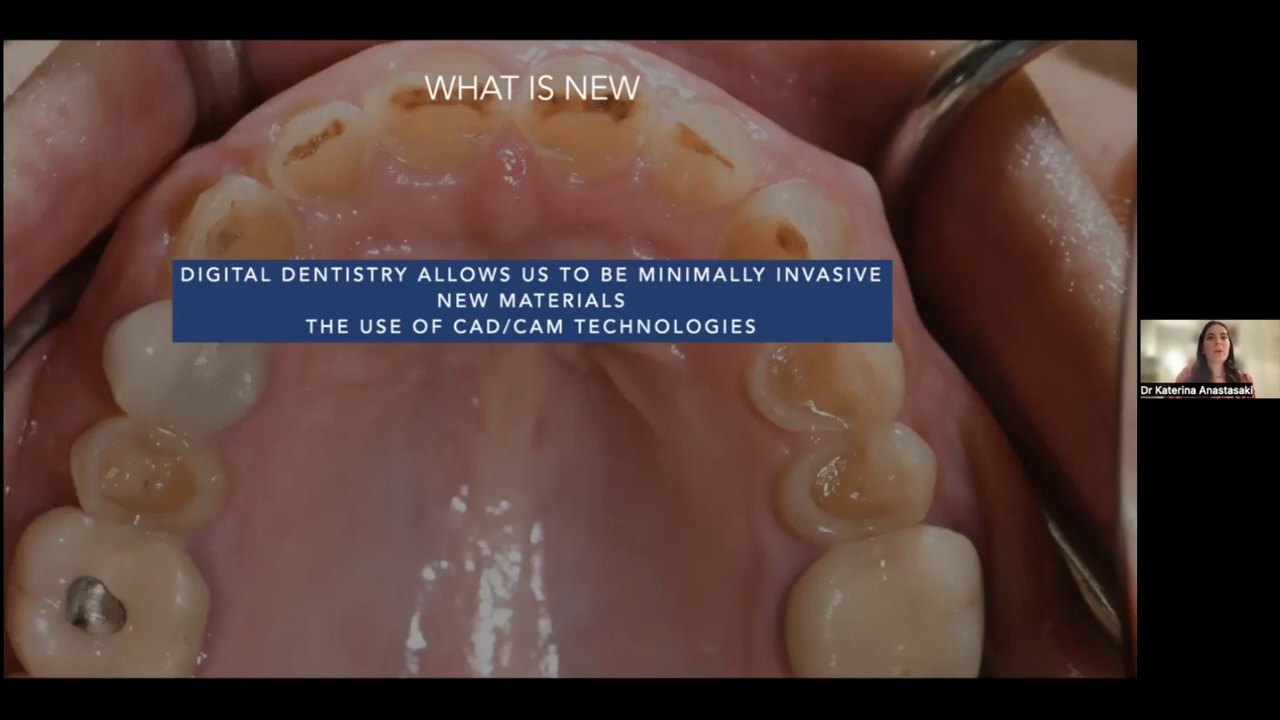 WHAT IS NEW
DIGITAL DENTISTRY ALLOWS US TO BE MINIMALLY INVASIVE
NEW MATERIALS
THE USE OF CAD/CAM TECHNOLOGIES
Dr Katerina Anastasaki